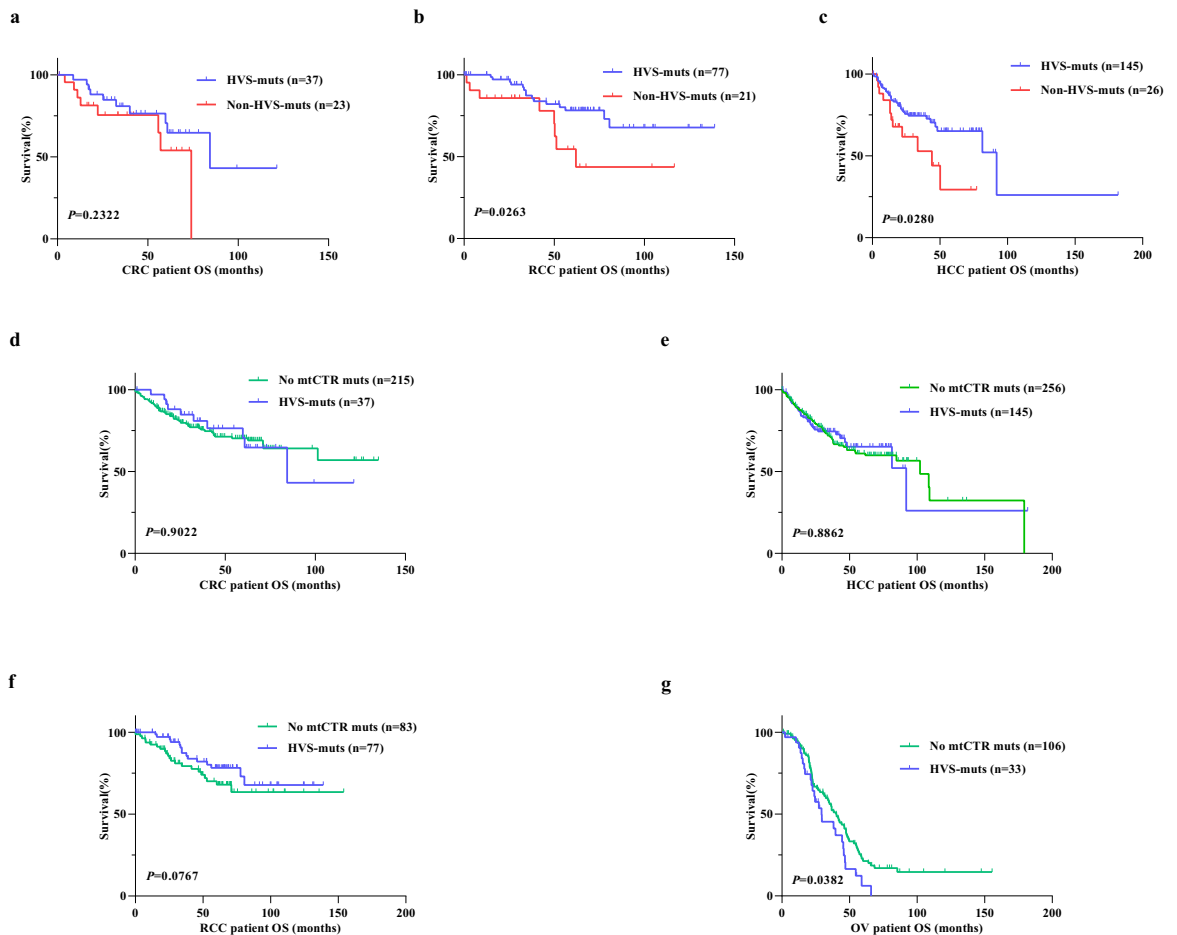 a
Survival(%)
100
50
0
HVS-muts (n=37)
Non-HVS-muts (n=23)
P=0.2322
0 50 100 150
CRC patient OS (months)
b
Survival(%)
100
50
0
HVS-muts (n=77)
Non-HVS-muts (n=21)
P=0.0263
0 50 100 150
RCC patient OS (months)
c
Survival(%)
100
50
0
HVS-muts (n=145)
Non-HVS-muts (n=26)
P=0.0280
0 50 100 150 200
HCC patient OS (months)
d
Survival(%)
100
50
0
No mtCTR muts (n=215)
HVS-muts (n=37)
P=0.9022
0 50 100 150
CRC patient OS (months)
e
Survival(%)
100
50
0
No mtCTR muts (n=256)
HVS-muts (n=145)
P=0.8862
0 50 100 150 200
HCC patient OS (months)
f
Survival(%)
100
50
0
No mtCTR muts (n=83)
HVS-muts (n=77)
P=0.0767
0 50 100 150 200
RCC patient OS (months)
g
Survival(%)
100
50
0
No mtCTR muts (n=106)
HVS-muts (n=33)
P=0.0382
0 50 100 150 200
OV patient OS (months)